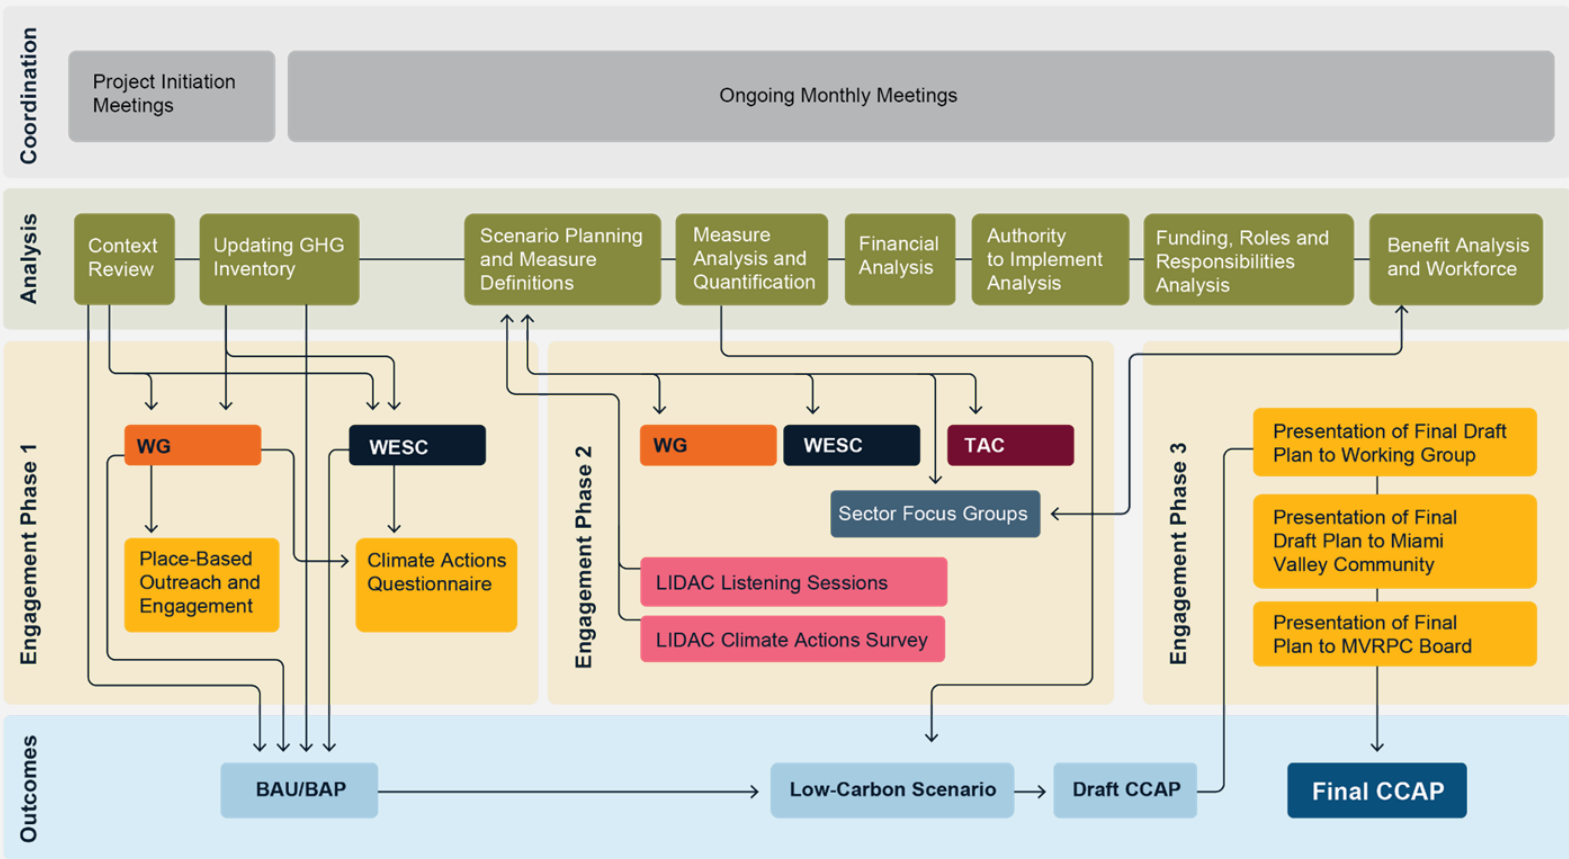 Coordination
Project Initiation
Meetings
Ongoing Monthly Meetings
Analysis
Context
Review
Updating GHG
Inventory
Scenario Planning
and Measure
Definitions
Measure
Analysis and
Quantification
Financial
Analysis
Authority
to Implement
Analysis
Funding, Roles and
Responsibilities
Analysis
Benefit Analysis
and Workforce
Engagement Phase 1
WG
WESC
Place-Based
Outreach and
Engagement
Climate Actions
Questionnaire
Engagement Phase 2
WG
WESC
TAC
Sector Focus Groups
LIDAC Listening Sessions
LIDAC Climate Actions Survey
Engagement Phase 3
Presentation of Final Draft
Plan to Working Group
Presentation of Final
Draft Plan to Miami
Valley Community
Presentation of Final
Plan to MVRPC Board
Outcomes
BAU/BAP
Low-Carbon Scenario
Draft CCAP
Final CCAP